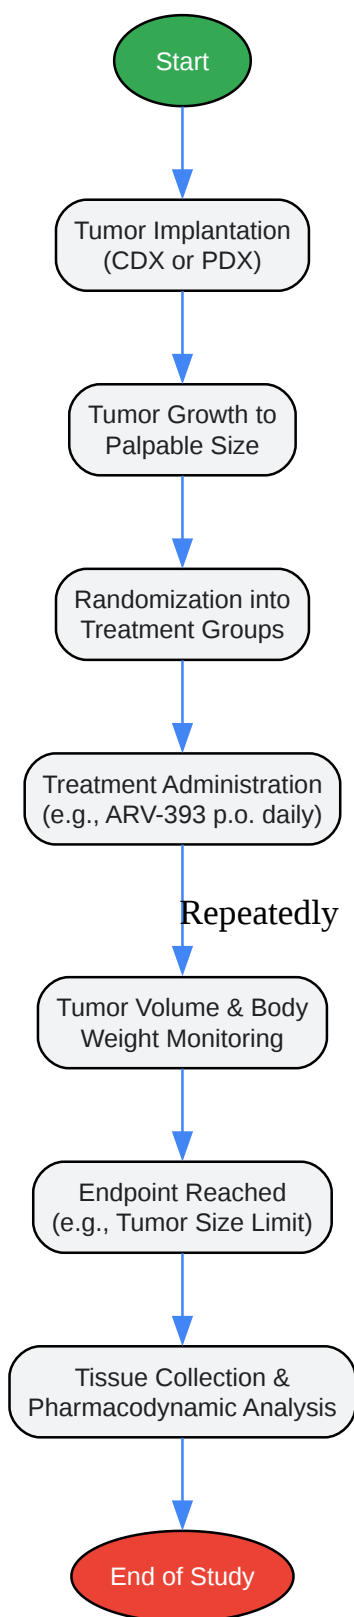 Start
Tumor Implantation
(CDX or PDX)
Tumor Growth to
Palpable Size
Randomization into
Treatment Groups
Treatment Administration
(e.g., ARV-393 p.o. daily)
Repeatedly
Tumor Volume & Body
Weight Monitoring
Endpoint Reached
(e.g., Tumor Size Limit)
Tissue Collection &
Pharmacodynamic Analysis
End of Study